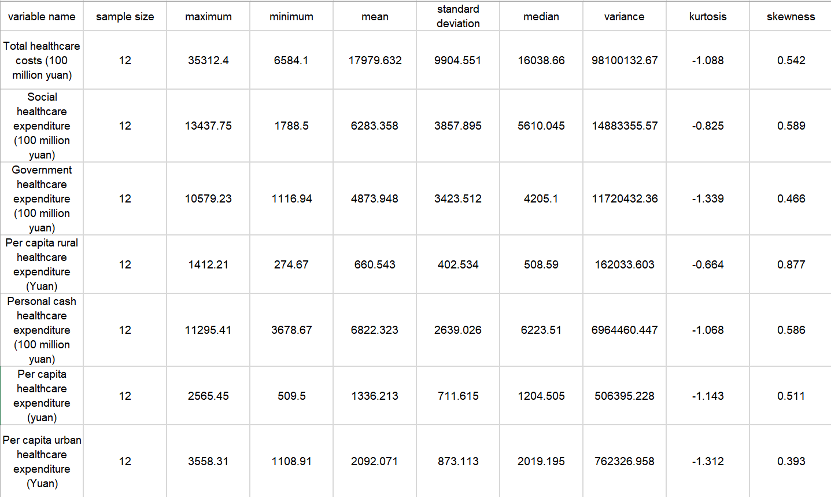 variable name sample size maximum minimum mean standard deviation median variance kurtosis skewness
Total healthcare costs (100 million yuan) 12 35312.4 6584.1 17979.632 9904.551 16038.66 98100132.67 -1.088 0.542
Social healthcare expenditure (100 million yuan) 12 13437.75 1788.5 6283.358 3857.895 5610.045 14883355.57 -0.825 0.589
Government healthcare expenditure (100 million yuan) 12 10579.23 1116.94 4873.948 3423.512 4205.1 11720432.36 -1.339 0.466
Per capita rural healthcare expenditure (Yuan) 12 1412.21 274.67 660.543 402.534 508.59 162033.603 -0.664 0.877
Personal cash healthcare expenditure (100 million yuan) 12 11295.41 3678.67 6822.323 2639.026 6223.51 6964460.447 -1.068 0.586
Per capita healthcare expenditure (yuan) 12 2565.45 509.5 1336.213 711.615 1204.505 506395.228 -1.143 0.511
Per capita urban healthcare expenditure (Yuan) 12 3558.31 1108.91 2092.071 873.113 2019.195 762326.958 -1.312 0.393